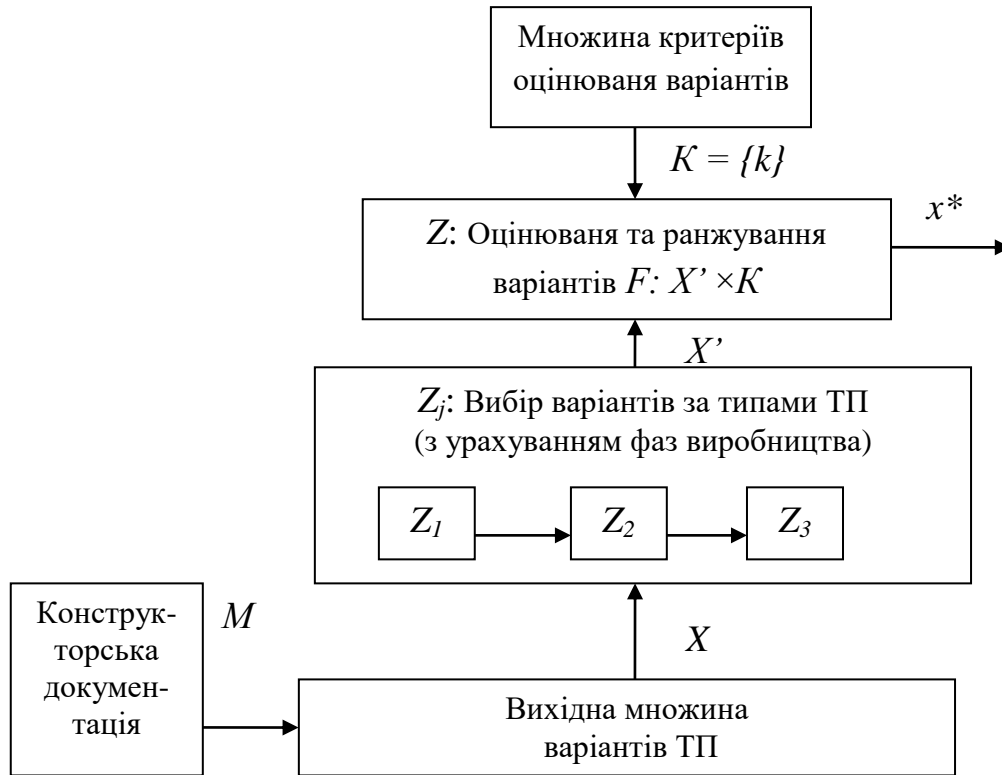 Множина критеріїв
оцінюваня варіантів
K = {k}
x*
Z: Оцінюваня та ранжування
варіантів F: X’ ×K
X’
Zj: Вибір варіантів за типами ТП
(з урахуванням фаз виробництва)
Z1
Z2
Z3
Конструк-
торська
докумен-
тація
M
X
Вихідна множина
варіантів ТП